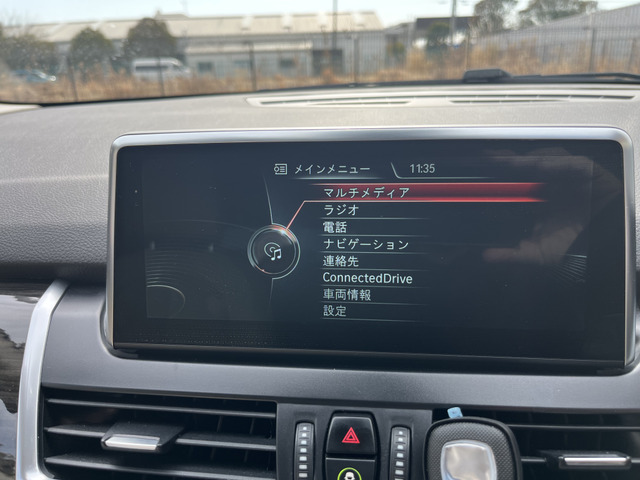 メインメニュー 11:35
マルチメディア
ラジオ
電話
ナビゲーション
連絡先
ConnectedDrive
車両情報
設定